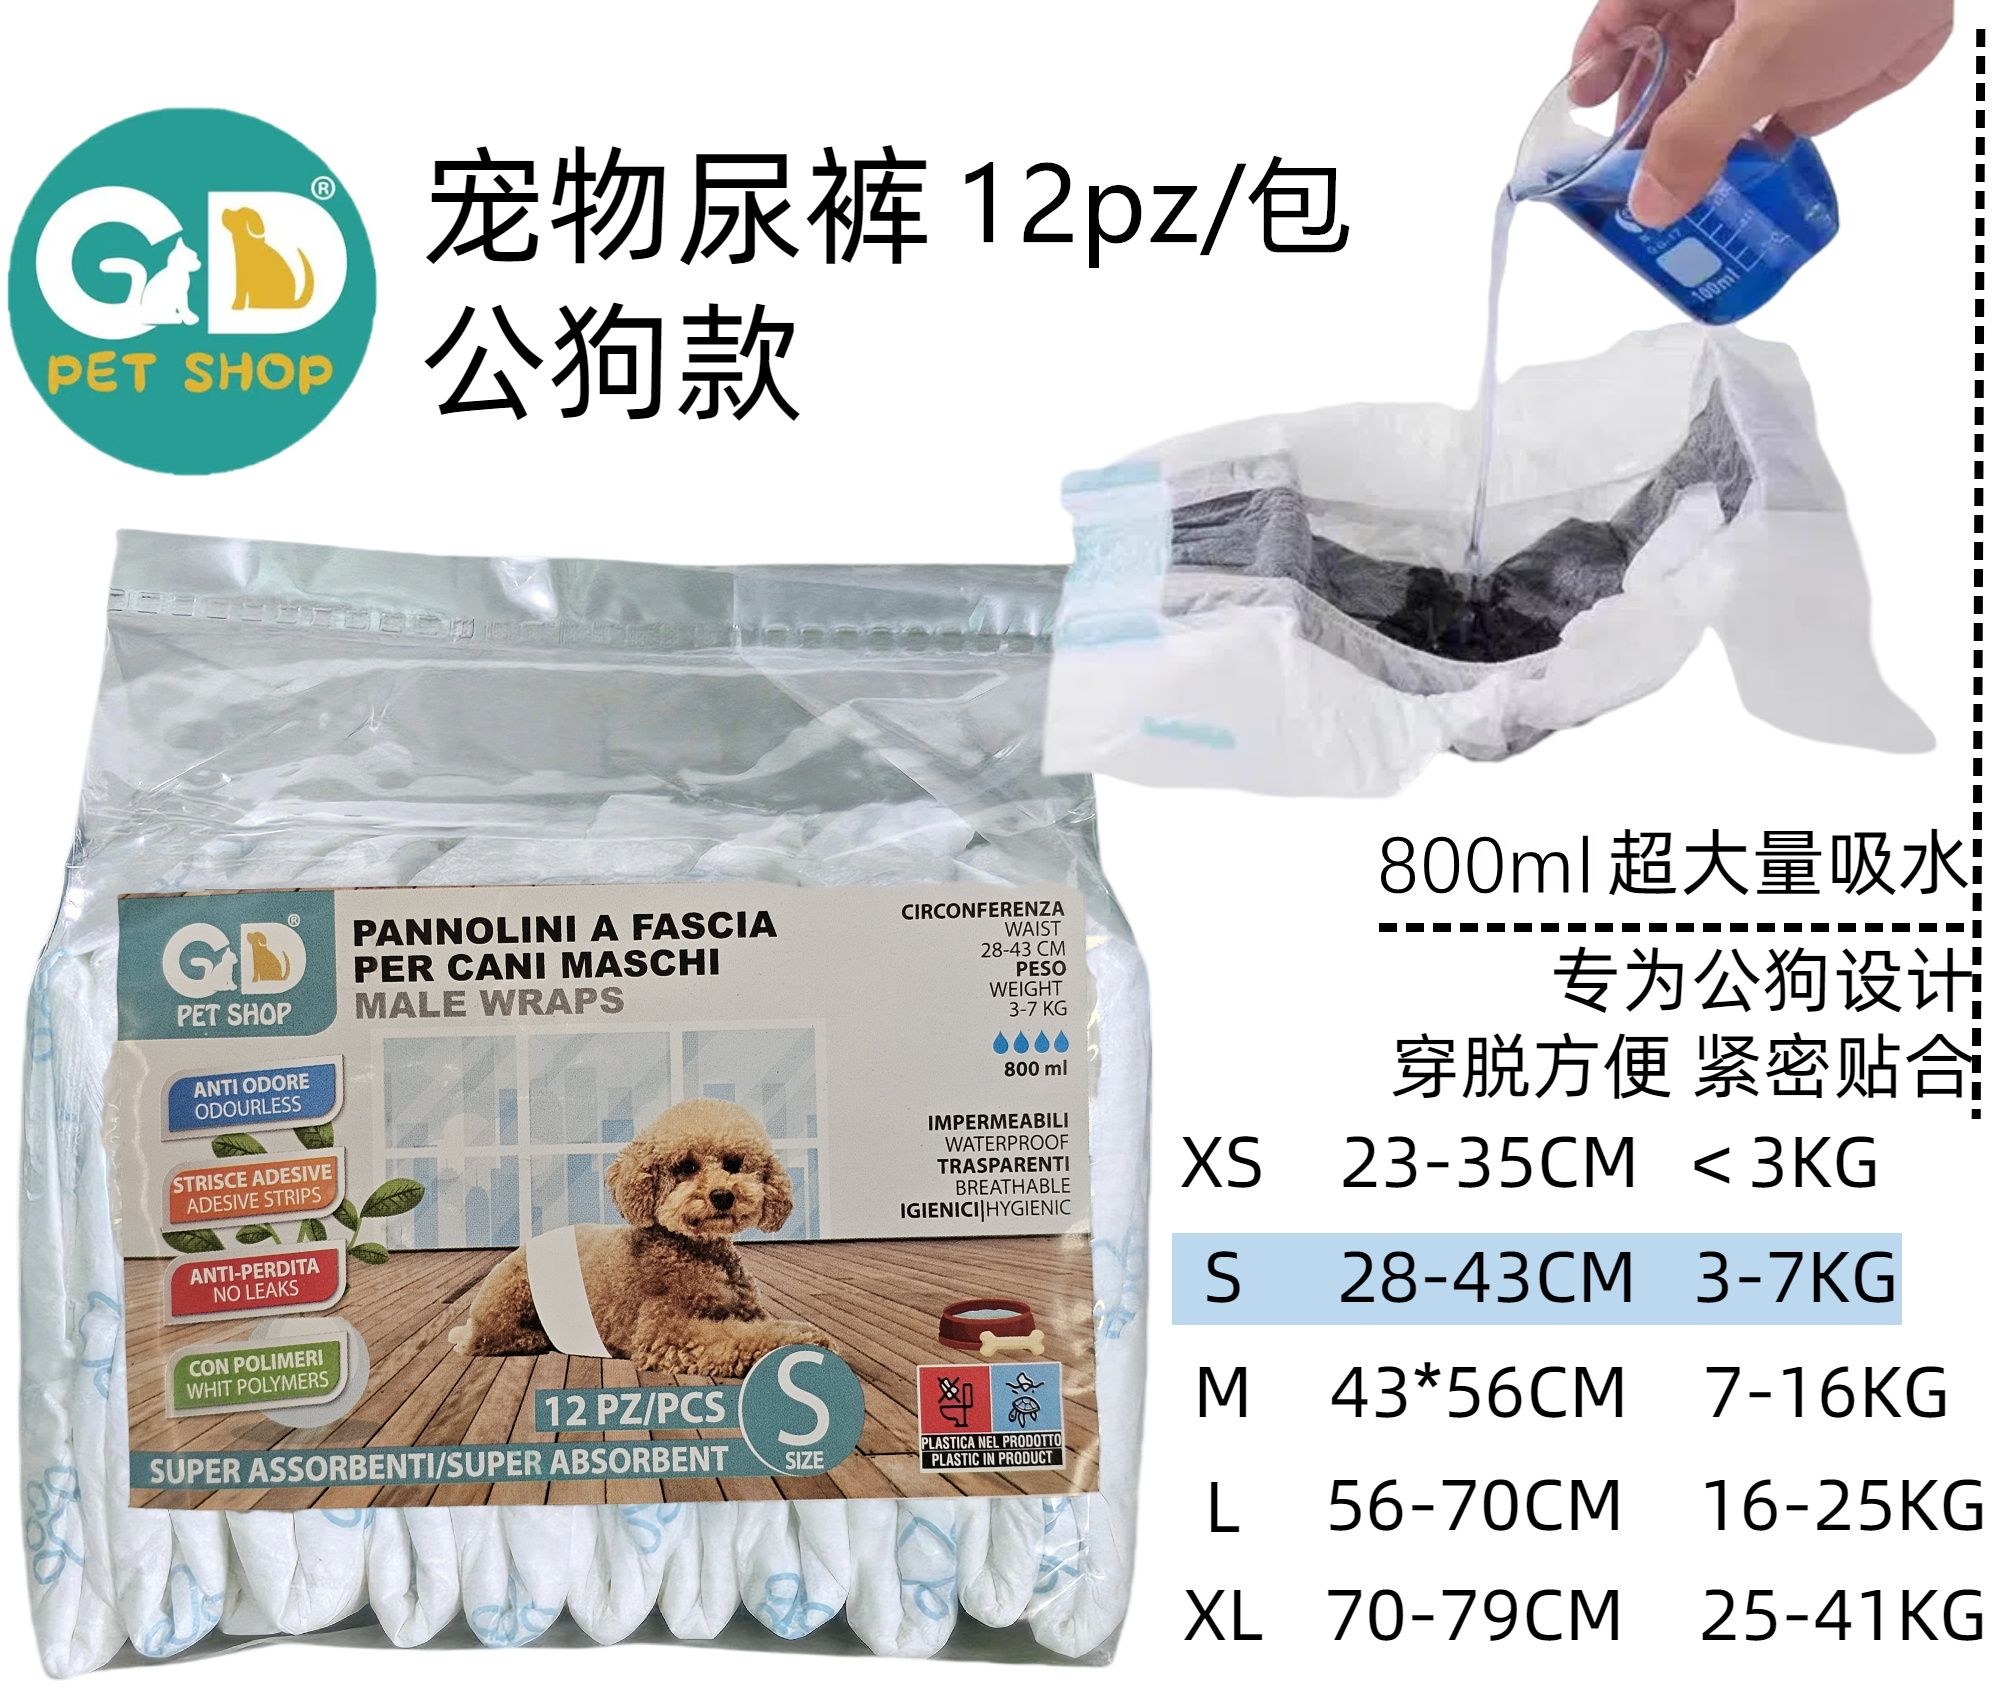 GD®
PET SHOP
宠物尿裤 12pz/包
公狗款
GG-17
100ml
800ml 超大量吸水
专为公狗设计
穿脱方便 紧密贴合
XS 23-35CM <3KG
S 28-43CM 3-7KG
M 43*56CM 7-16KG
L 56-70CM 16-25KG
XL 70-79CM 25-41KG
GD®
PET SHOP
PANNOLINI A FASCIA
PER CANI MASCHI
MALE WRAPS
CIRCONFERENZA
WAIST
28-43 CM
PESO
WEIGHT
3-7 KG
800 ml
IMPERMEABILI
WATERPROOF
TRASPARENTI
BREATHABLE
IGIENICI|HYGIENIC
ANTI ODORE
ODOURLESS
STRISCE ADESIVE
ADESIVE STRIPS
ANTI-PERDITA
NO LEAKS
CON POLIMERI
WHIT POLYMERS
12 PZ/PCS
S
SIZE
SUPER ASSORBENTI/SUPER ABSORBENT
PLASTICA NEL PRODOTTO
PLASTIC IN PRODUCT